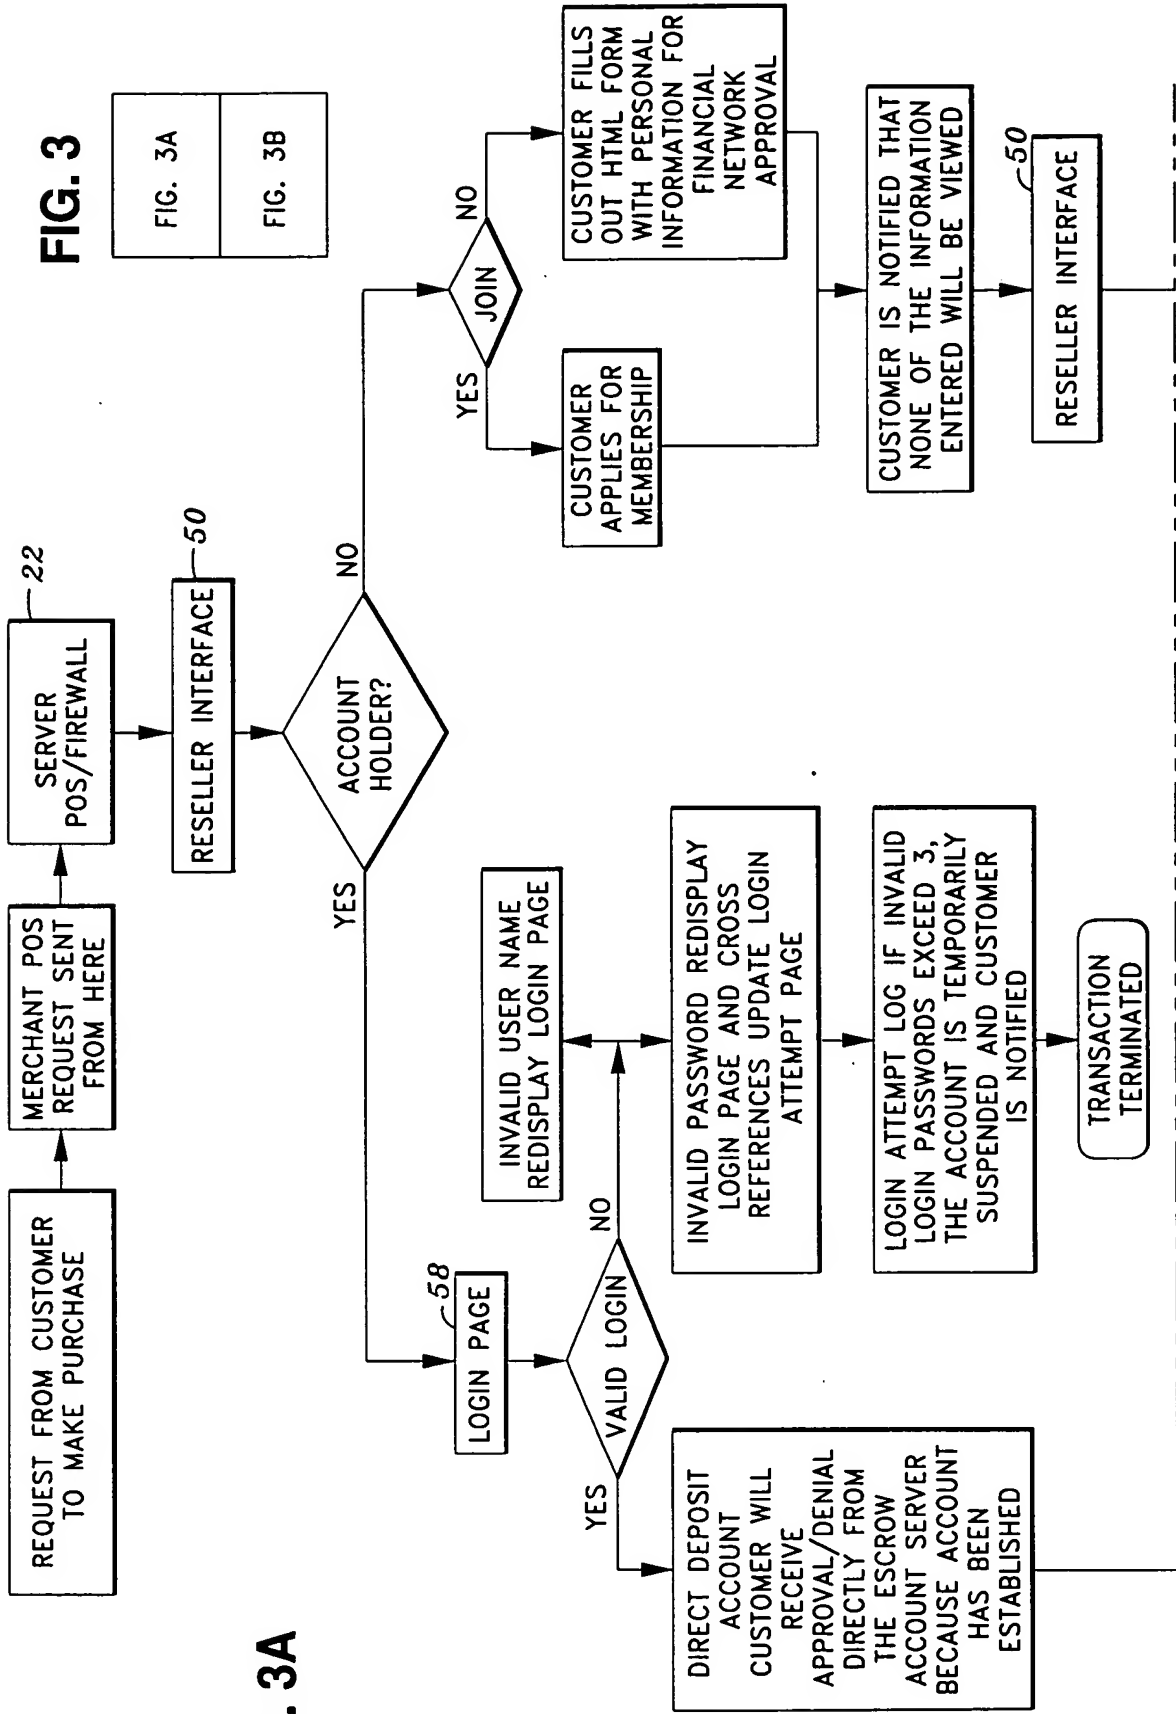 FIG. 3
FIG. 3A
FIG. 3B
. 3A
REQUEST FROM CUSTOMER
TO MAKE PURCHASE
MERCHANT POS
REQUEST SENT
FROM HERE
22
SERVER
POS/FIREWALL
50
RESELLER INTERFACE
ACCOUNT
HOLDER?
YES
NO
58
LOGIN PAGE
VALID LOGIN
YES
NO
INVALID USER NAME
REDISPLAY LOGIN PAGE
INVALID PASSWORD REDISPLAY
LOGIN PAGE AND CROSS
REFERENCES UPDATE LOGIN
ATTEMPT PAGE
LOGIN ATTEMPT LOG IF INVALID
LOGIN PASSWORDS EXCEED 3,
THE ACCOUNT IS TEMPORARILY
SUSPENDED AND CUSTOMER
IS NOTIFIED
TRANSACTION
TERMINATED
DIRECT DEPOSIT
ACCOUNT
CUSTOMER WILL
RECEIVE
APPROVAL/DENIAL
DIRECTLY FROM
THE ESCROW
ACCOUNT SERVER
BECAUSE ACCOUNT
HAS BEEN
ESTABLISHED
JOIN
YES
NO
CUSTOMER
APPLIES FOR
MEMBERSHIP
CUSTOMER FILLS
OUT HTML FORM
WITH PERSONAL
INFORMATION FOR
FINANCIAL
NETWORK
APPROVAL
CUSTOMER IS NOTIFIED THAT
NONE OF THE INFORMATION
ENTERED WILL BE VIEWED
50
RESELLER INTERFACE